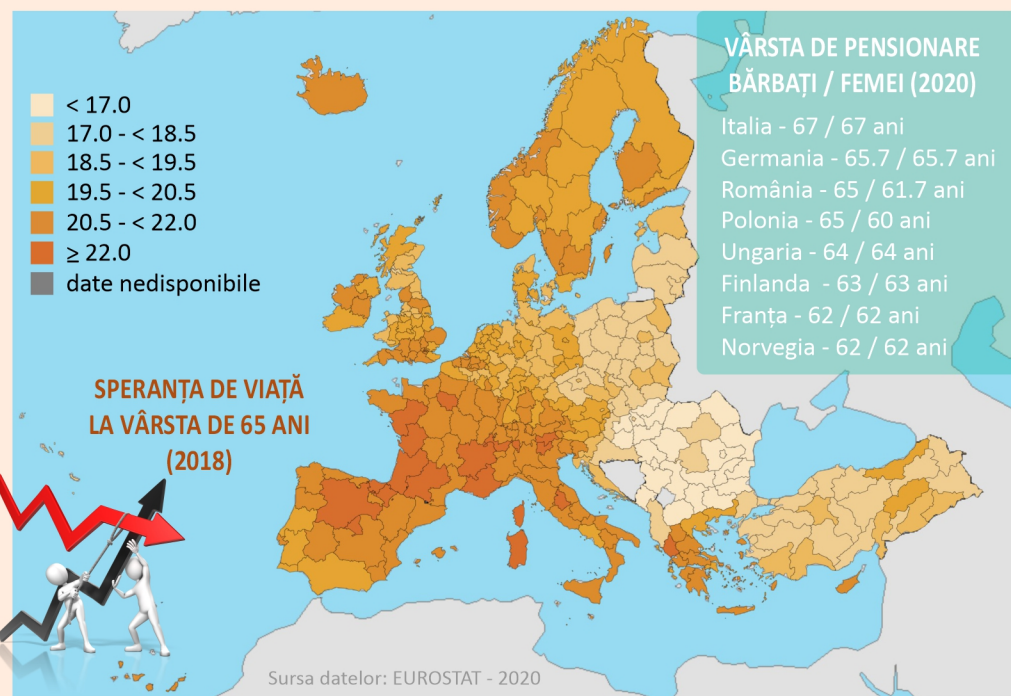 < 17.0
17.0 - < 18.5
18.5 - < 19.5
19.5 - < 20.5
20.5 - < 22.0
≥ 22.0
date nedisponibile
VÂRSTA DE PENSIONARE
BĂRBAȚI / FEMEI (2020)
Italia - 67 / 67 ani
Germania - 65.7 / 65.7 ani
România - 65 / 61.7 ani
Polonia - 65 / 60 ani
Ungaria - 64 / 64 ani
Finlanda - 63 / 63 ani
Franța - 62 / 62 ani
Norvegia - 62 / 62 ani
SPERANȚA DE VIAȚĂ
LA VÂRSTA DE 65 ANI
(2018)
Sursa datelor: EUROSTAT - 2020